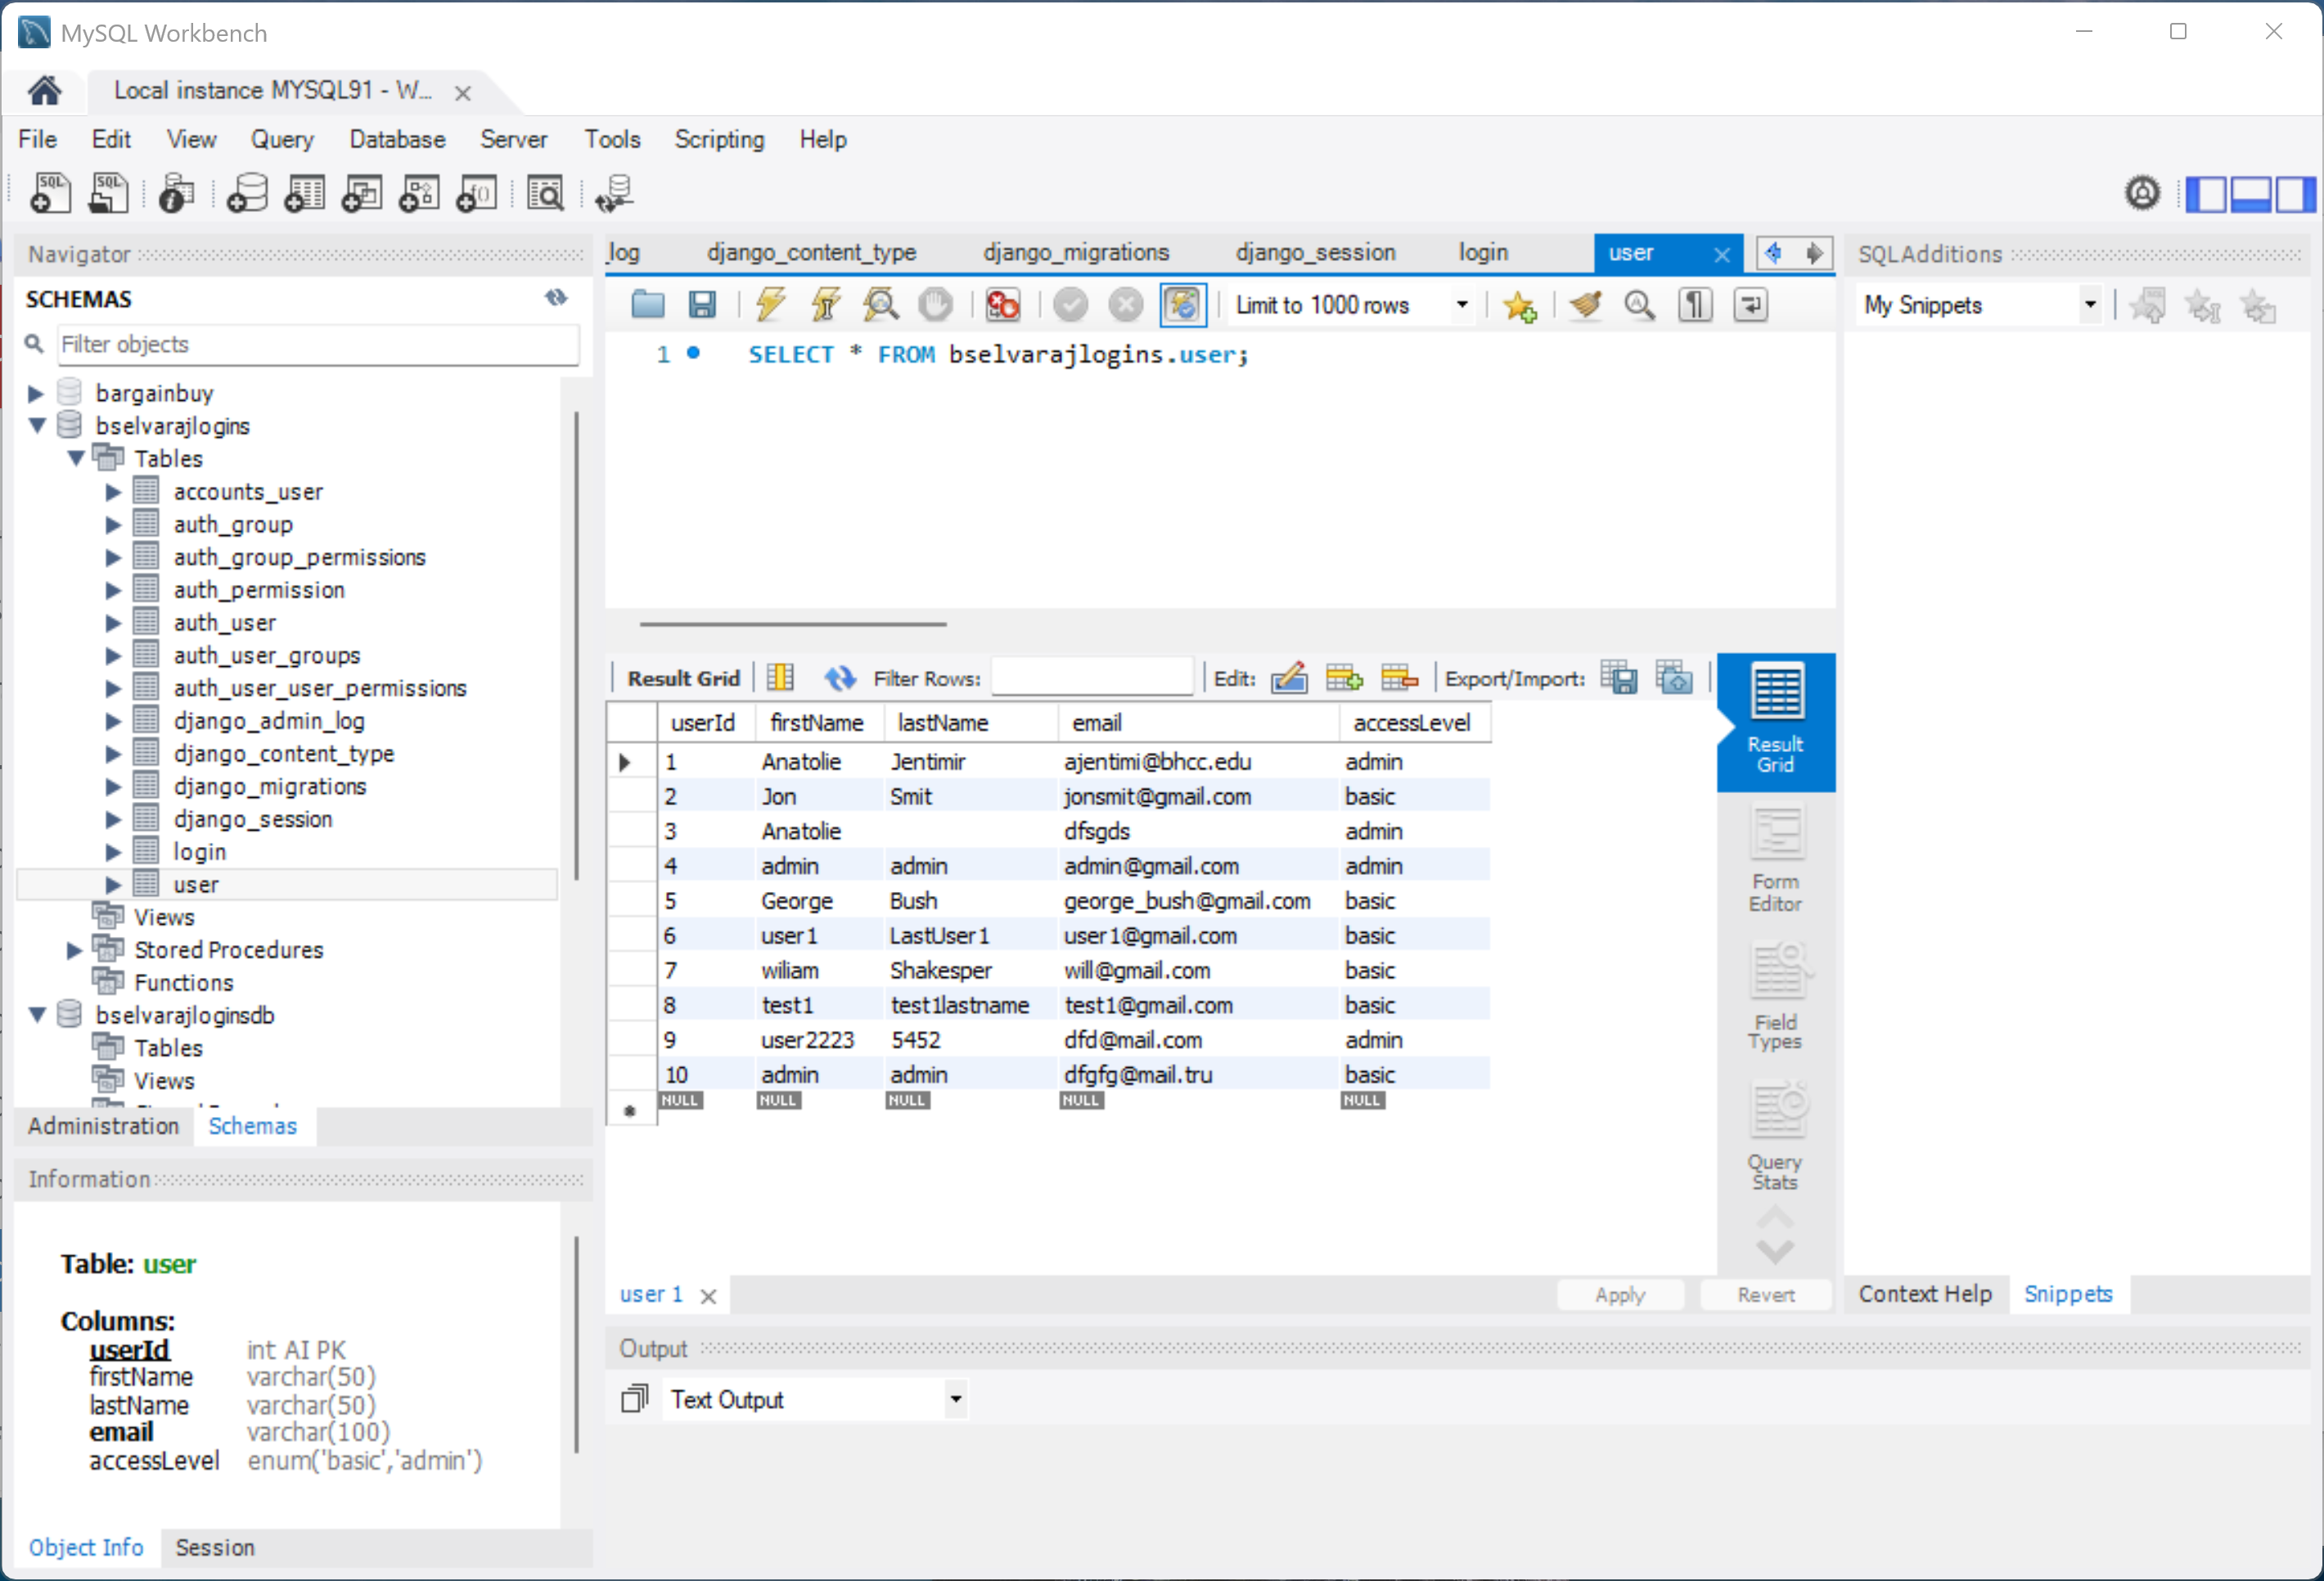 MySQL Workbench
Local instance MYSQL91 - W...
File Edit View Query Database Server Tools Scripting Help
Navigator
SCHEMAS
Filter objects
bargainbuy
bselvarajlogins
Tables
accounts_user
auth_group
auth_group_permissions
auth_permission
auth_user
auth_user_groups
auth_user_user_permissions
django_admin_log
django_content_type
django_migrations
django_session
login
user
Views
Stored Procedures
Functions
bselvarajloginsdb
Tables
Views
Administration Schemas
Information
Table: user
Columns:
userId int AI PK
firstName varchar(50)
lastName varchar(50)
email varchar(100)
accessLevel enum('basic','admin')
Object Info Session
_log django_content_type django_migrations django_session login user
Limit to 1000 rows
1 SELECT * FROM bselvarajlogins.user;
Result Grid Filter Rows: Edit: Export/Import:
userId firstName lastName email accessLevel
1 Anatolie Jentimir ajentimi@bhcc.edu admin
2 Jon Smit jonsmit@gmail.com basic
3 Anatolie dfsgds admin
4 admin admin admin@gmail.com admin
5 George Bush george_bush@gmail.com basic
6 user1 LastUser1 user1@gmail.com basic
7 wiliam Shakesper will@gmail.com basic
8 test1 test1lastname test1@gmail.com basic
9 user2223 5452 dfd@mail.com admin
10 admin admin dfgfg@mail.tru basic
NULL NULL NULL NULL NULL
Result
Grid
Form
Editor
Field
Types
Query
Stats
user 1 Apply Revert
Output
Text Output
SQLAdditions
My Snippets
Context Help Snippets